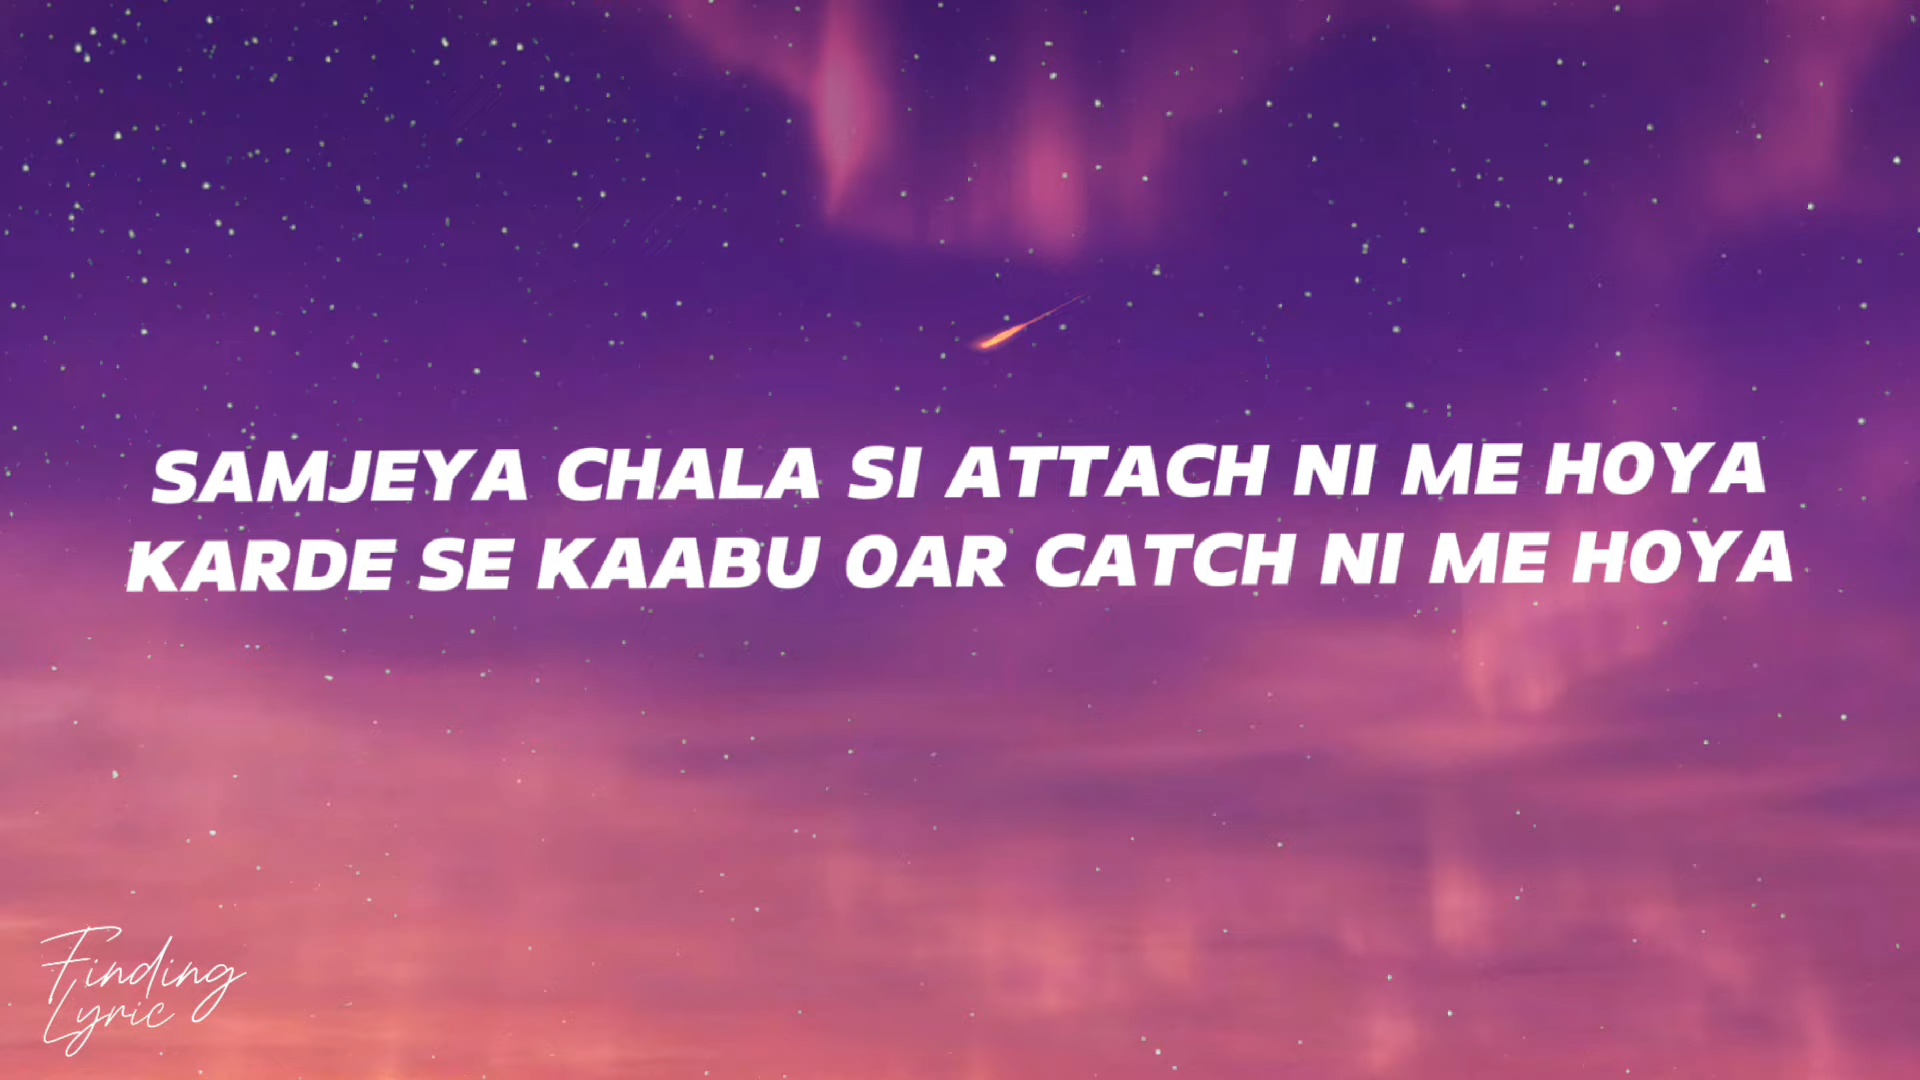 SAMJEYA CHALA SI ATTACH NI ME HOYA
KARDE SE KAABU OAR CATCH NI ME HOYA
Finding
Lyric